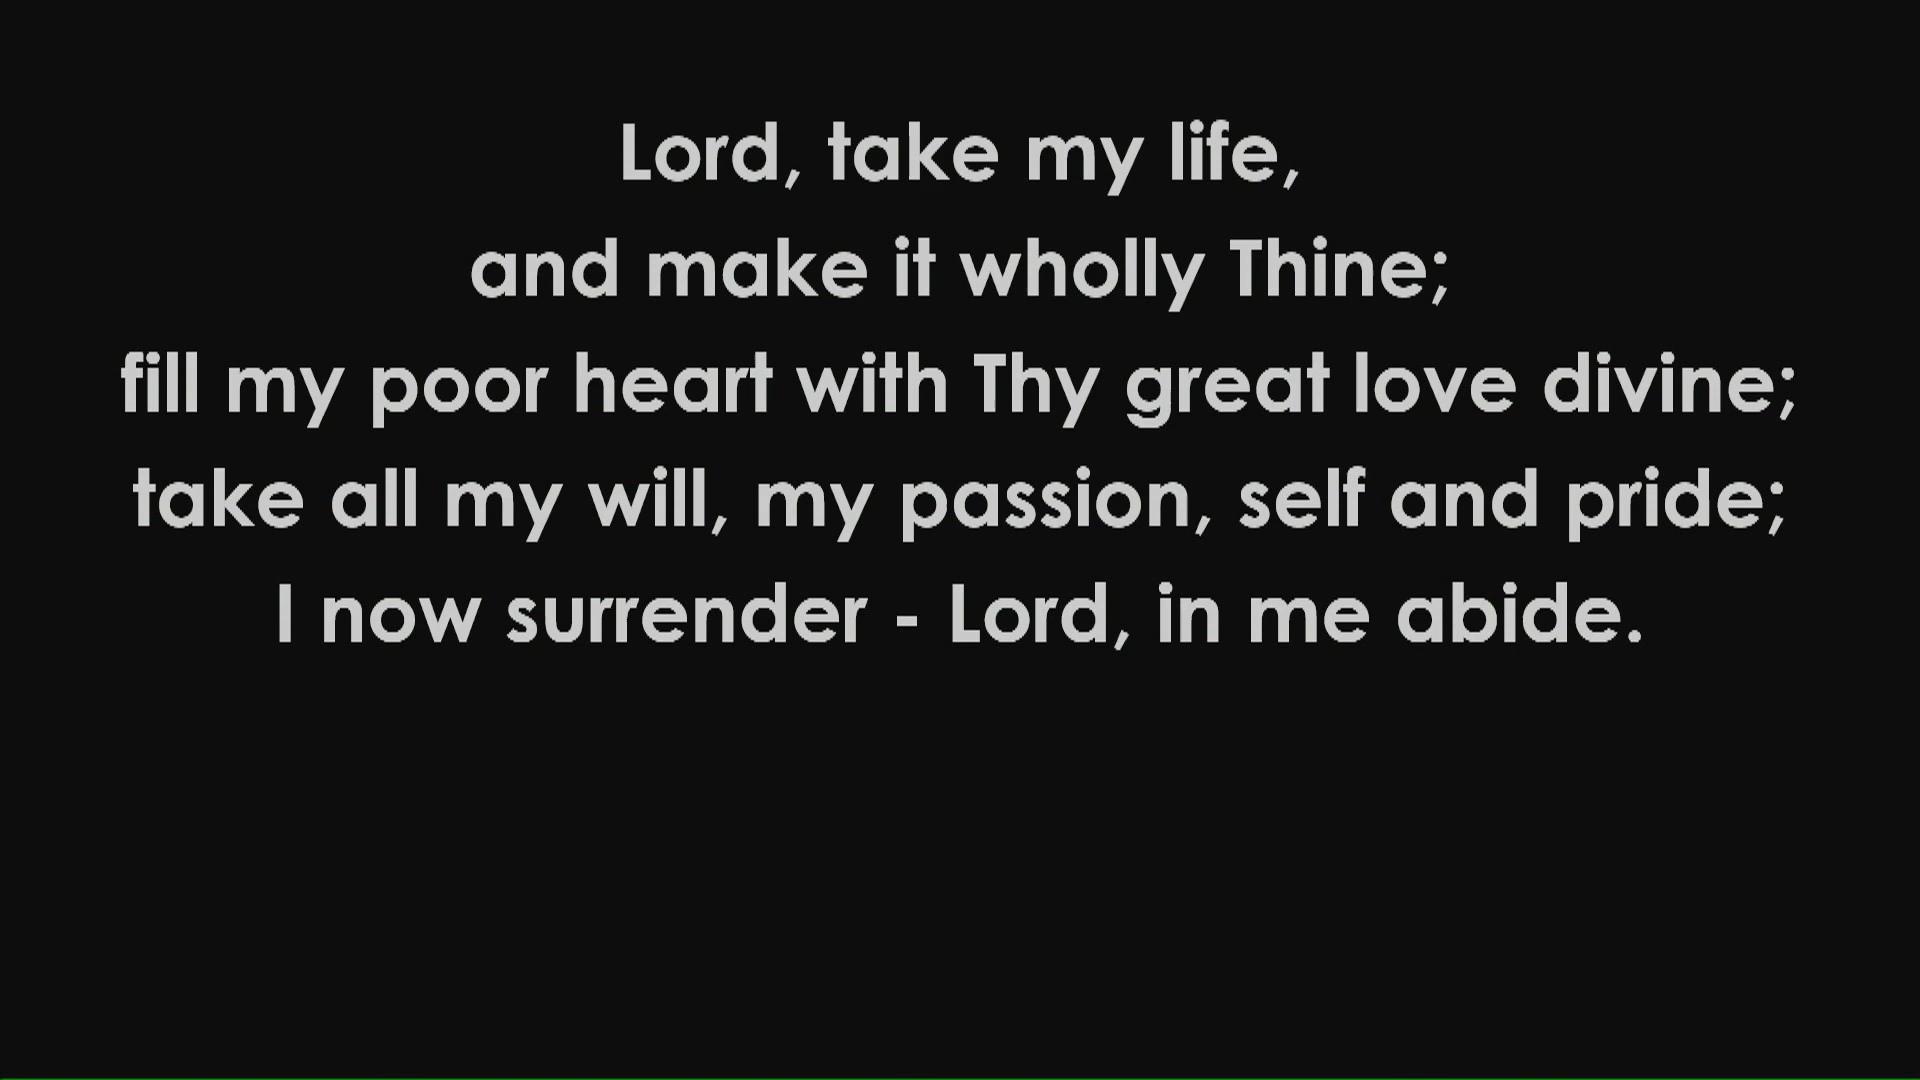 Lord, take my life,
and make it wholly Thine;
fill my poor heart with Thy great love divine;
take all my will, my passion, self and pride;
I now surrender - Lord, in me abide.